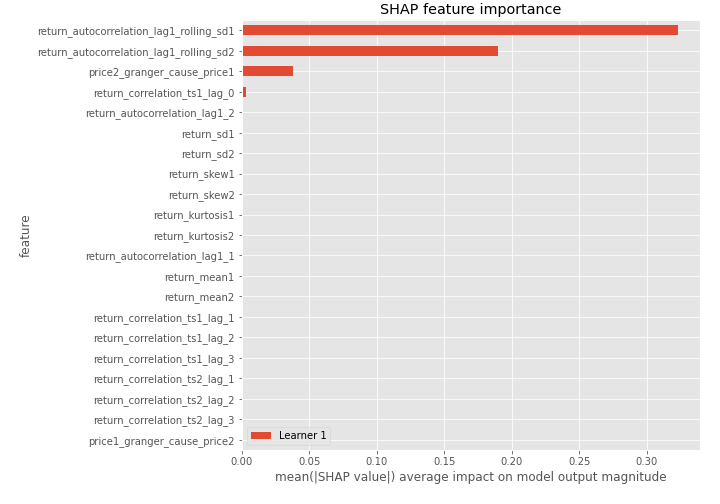 SHAP feature importance
return_autocorrelation_lag1_rolling_sd1
return_autocorrelation_lag1_rolling_sd2
price2_granger_cause_price1
return_correlation_ts1_lag_0
return_autocorrelation_lag1_2
return_sd1
return_sd2
return_skew1
return_skew2
return_kurtosis1
return_kurtosis2
return_autocorrelation_lag1_1
return_mean1
return_mean2
return_correlation_ts1_lag_1
return_correlation_ts1_lag_2
return_correlation_ts1_lag_3
return_correlation_ts2_lag_1
return_correlation_ts2_lag_2
return_correlation_ts2_lag_3
price1_granger_cause_price2
feature
Learner 1
0.00 0.05 0.10 0.15 0.20 0.25 0.30
mean(|SHAP value|) average impact on model output magnitude